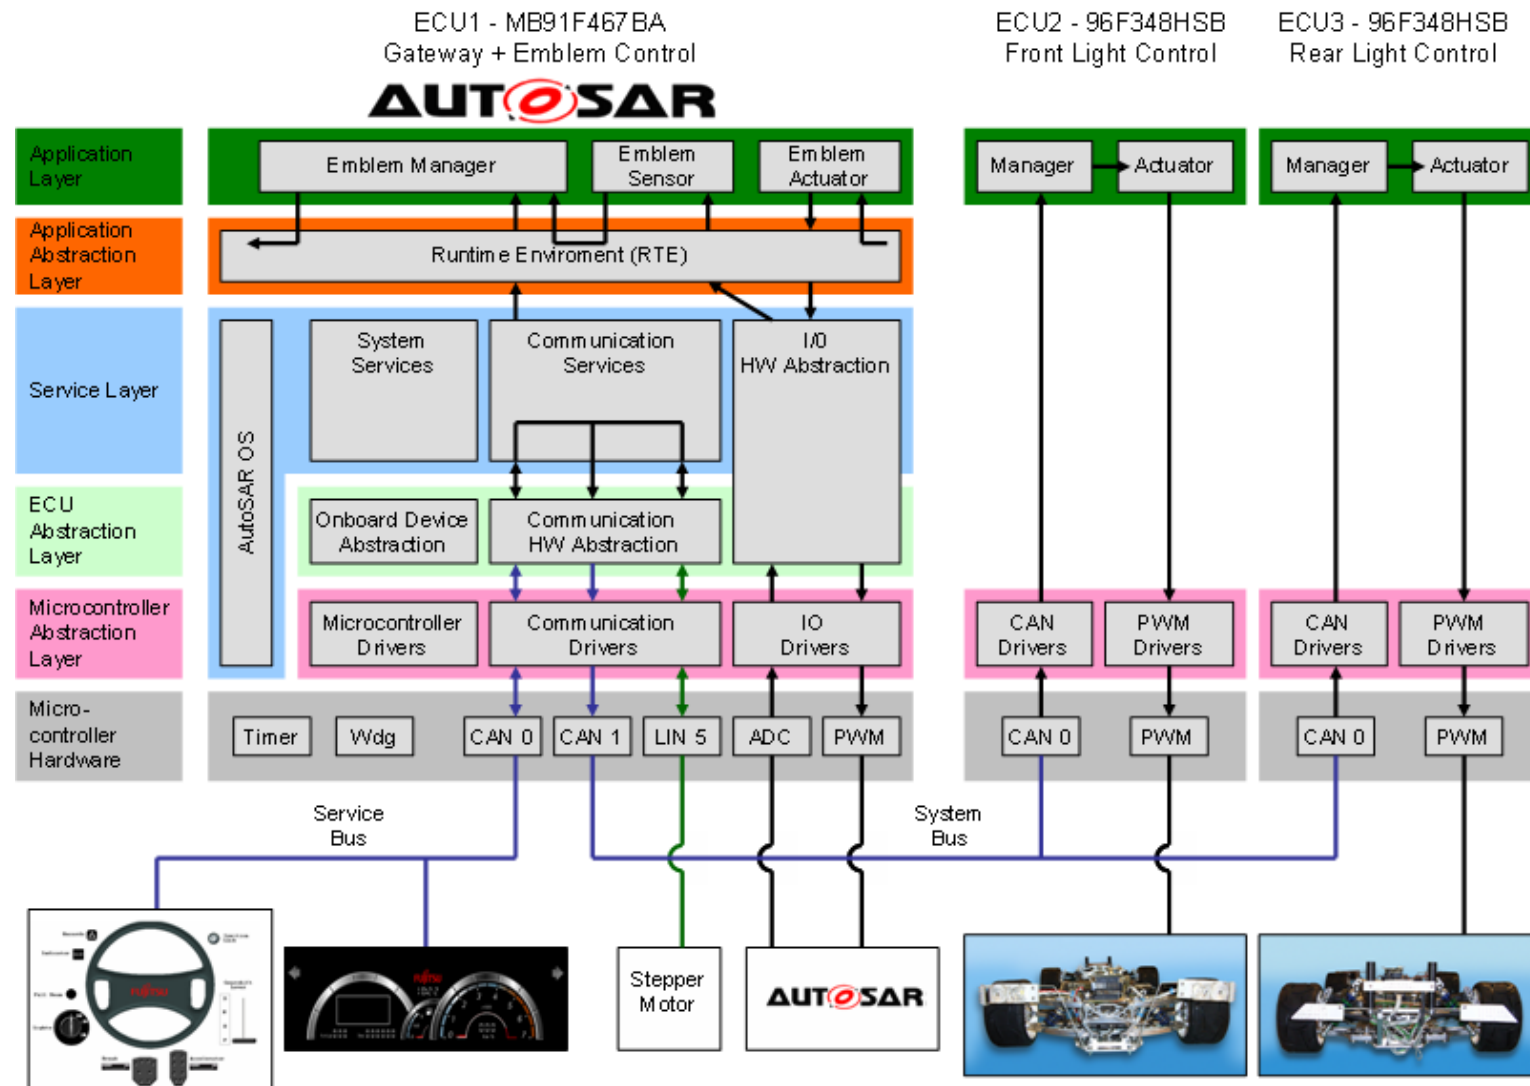 ECU1 - MB91F467BA
Gateway + Emblem Control
ECU2 - 96F348HSB
Front Light Control
ECU3 - 96F348HSB
Rear Light Control
AUTOSAR
Application
Layer
Emblem Manager
Emblem
Sensor
Emblem
Actuator
Manager
Actuator
Manager
Actuator
Application
Abstraction
Layer
Runtime Enviroment (RTE)
Service Layer
AutoSAR OS
System
Services
Communication
Services
I/0
HW Abstraction
ECU
Abstraction
Layer
Onboard Device
Abstraction
Communication
HW Abstraction
Microcontroller
Abstraction
Layer
Microcontroller
Drivers
Communication
Drivers
IO
Drivers
CAN
Drivers
PWM
Drivers
CAN
Drivers
PWM
Drivers
Micro-
controller
Hardware
Timer
Wdg
CAN 0
CAN 1
LIN 5
ADC
PWM
CAN 0
PWM
CAN 0
PWM
Service
Bus
System
Bus
FUJITSU
FUJITSU
Stepper
Motor
AUTOSAR